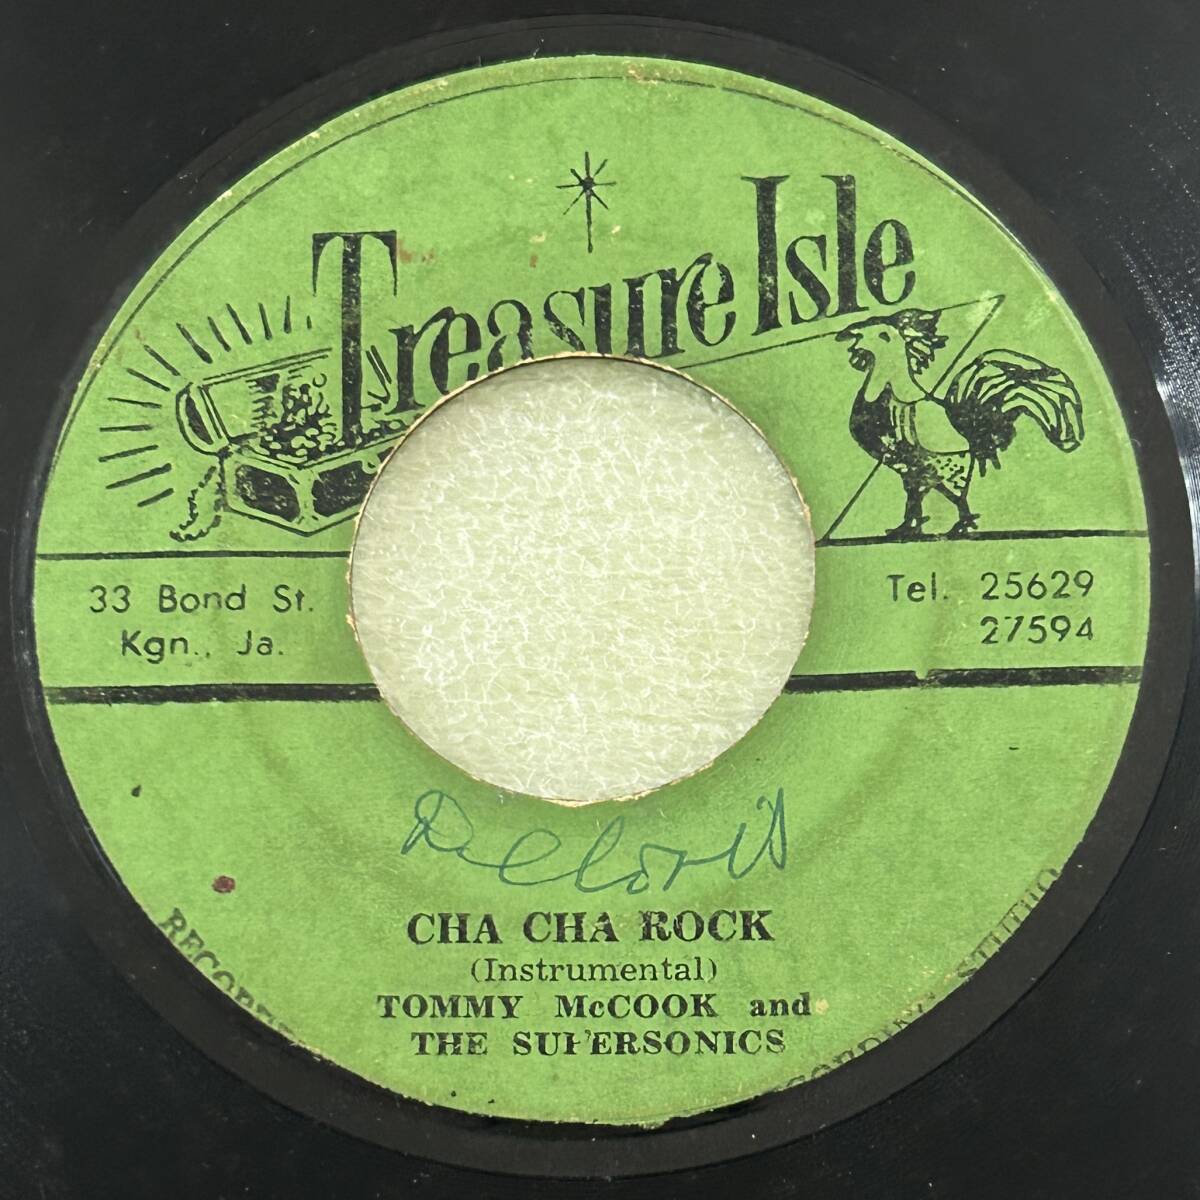 Treasure Isle
33 Bond St.
Kgn., Ja.
Tel. 25629
27594
CHA CHA ROCK
(Instrumental)
TOMMY McCOOK and
THE SUPERSONICS
STUDIO